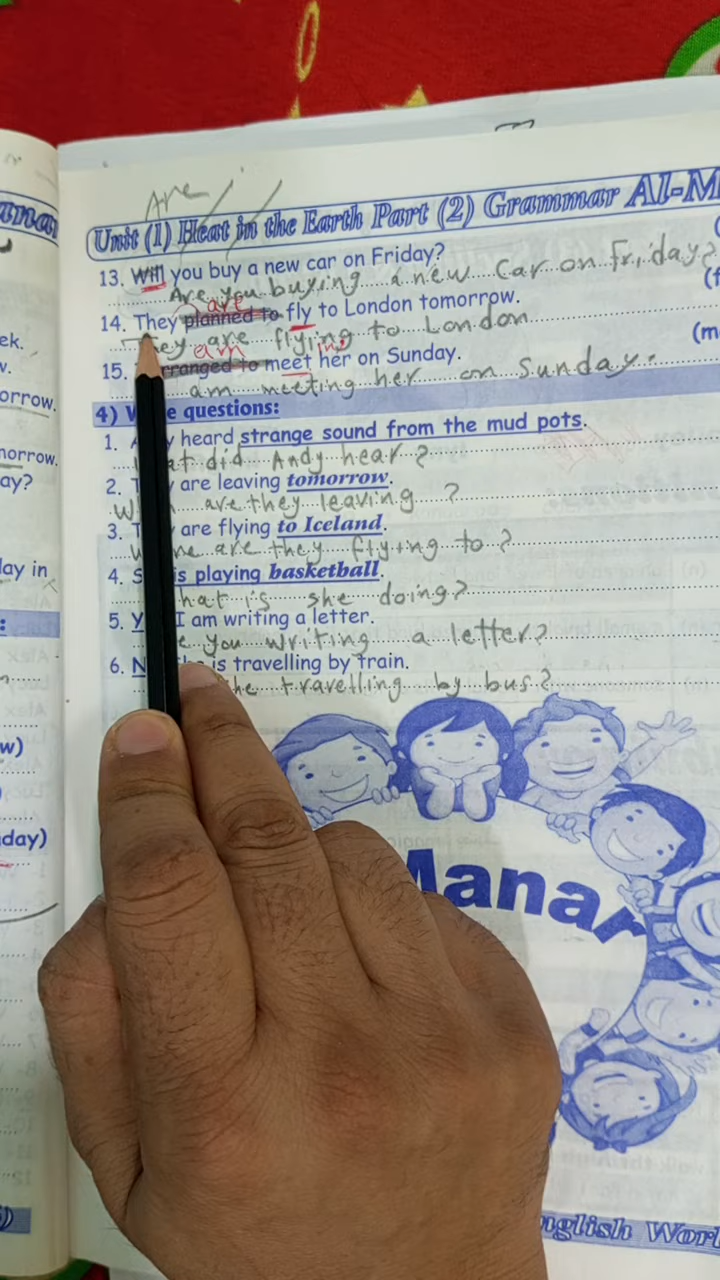 Are
Unit (1) Heat in the Earth Part (2) Grammar Al-M
13. Will you buy a new car on Friday?
Are you buying a new car on Friday?
are
14. They planned to fly to London tomorrow.
They are flying to London
am ing
15. arranged to meet her on Sunday.
am meeting her on Sunday.
4) questions:
1. heard strange sound from the mud pots.
did Andy hear?
2. are leaving tomorrow.
are they leaving ?
3. are flying to Iceland.
are they flying to ?
4. is playing basketball.
hat is she doing?
5. I am writing a letter.
you writing a letter?
6. She is travelling by train.
he travelling by bus?
Manar
nglish Worl
orrow.
ay?
lay in
day)